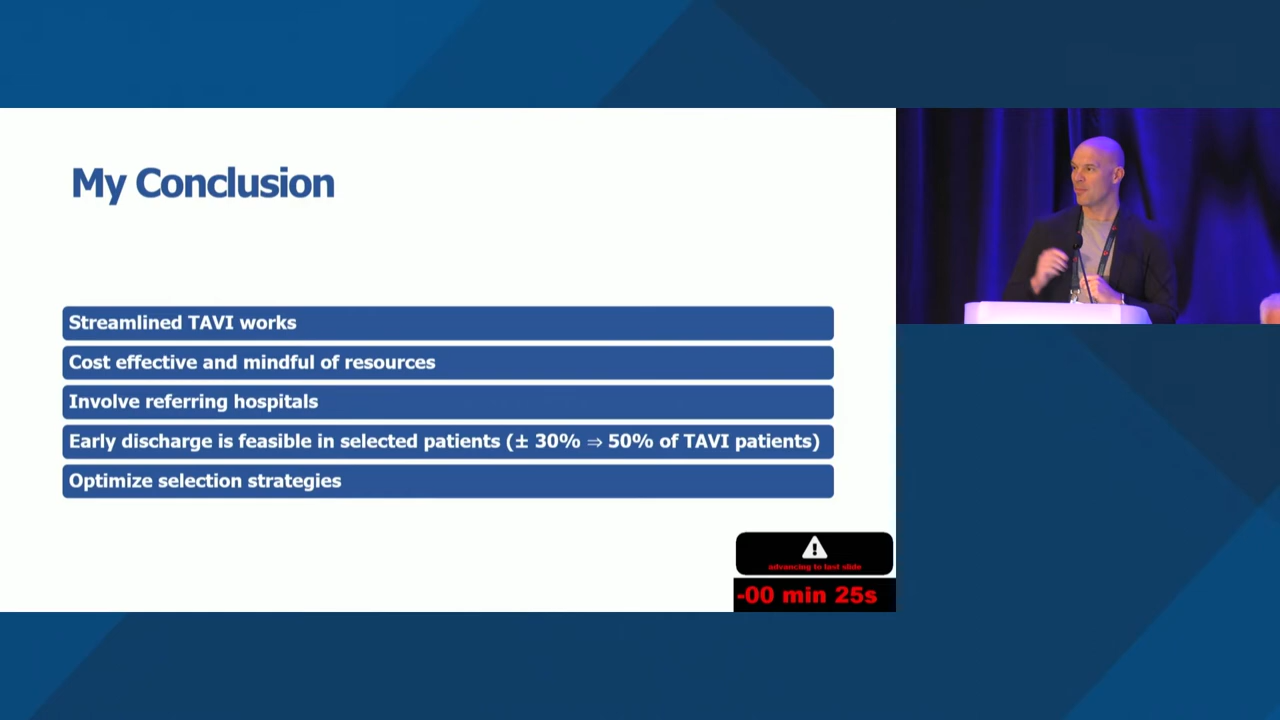 My Conclusion
Streamlined TAVI works
Cost effective and mindful of resources
Involve referring hospitals
Early discharge is feasible in selected patients (± 30% ⇒ 50% of TAVI patients)
Optimize selection strategies
advancing to last slide
-00 min 25s